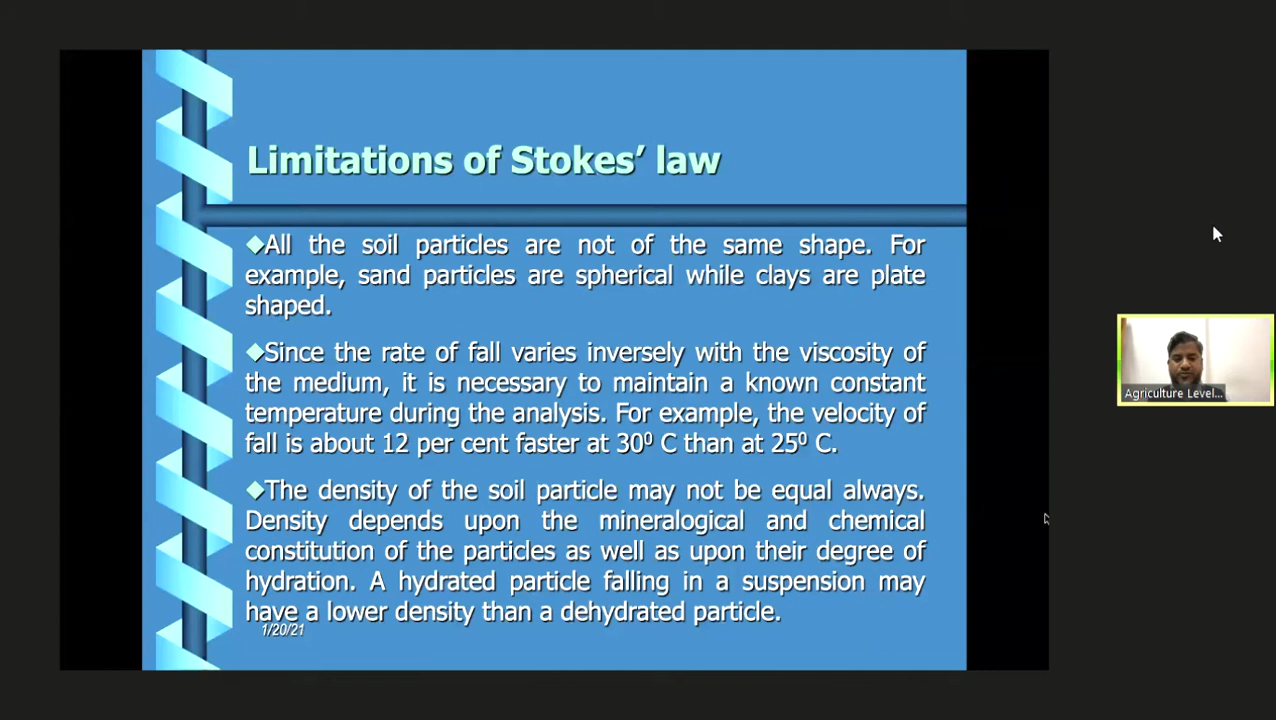 Limitations of Stokes’ law
◆All the soil particles are not of the same shape. For
example, sand particles are spherical while clays are plate
shaped.
◆Since the rate of fall varies inversely with the viscosity of
the medium, it is necessary to maintain a known constant
temperature during the analysis. For example, the velocity of
fall is about 12 per cent faster at 30⁰ C than at 25⁰ C.
◆The density of the soil particle may not be equal always.
Density depends upon the mineralogical and chemical
constitution of the particles as well as upon their degree of
hydration. A hydrated particle falling in a suspension may
have a lower density than a dehydrated particle.
1/20/21
Agriculture Level...